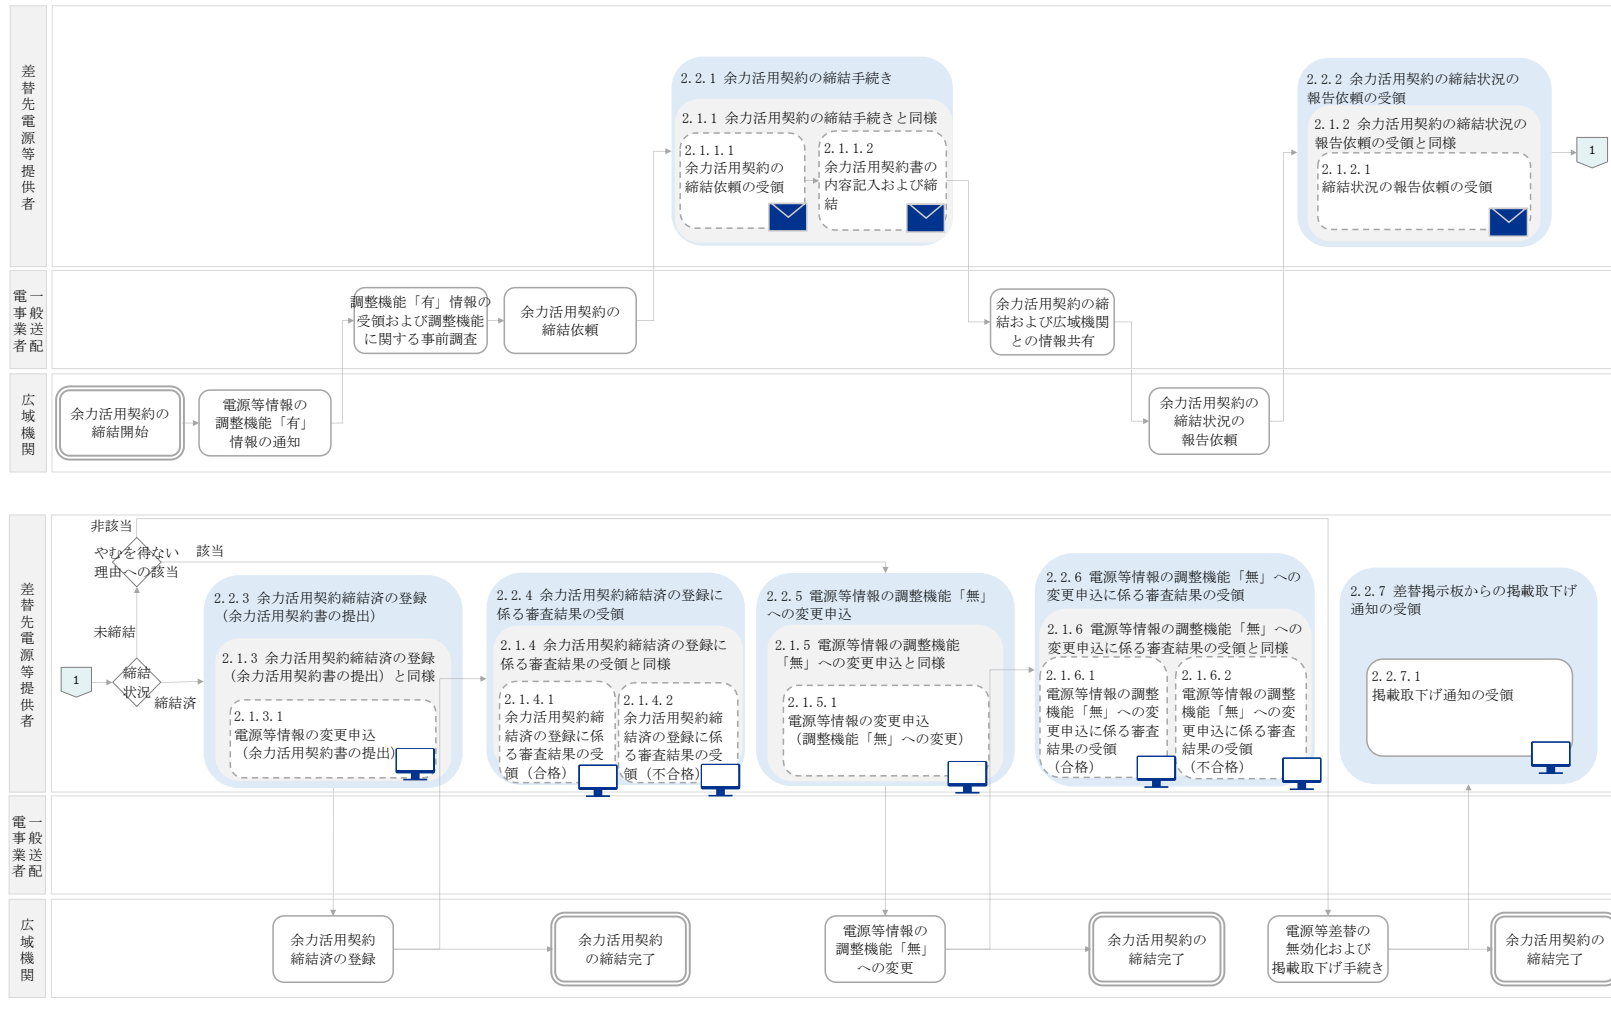 差替先電源等提供者
2.2.1 余力活用契約の締結手続き
2.1.1 余力活用契約の締結手続きと同様
2.1.1.1
余力活用契約の
締結依頼の受領
2.1.1.2
余力活用契約書の
内容記入および締
結
2.2.2 余力活用契約の締結状況の
報告依頼の受領
2.1.2 余力活用契約の締結状況の
報告依頼の受領と同様
2.1.2.1
締結状況の報告依頼の受領
1
一般送配
電事業者
調整機能「有」情報の
受領および調整機能
に関する事前調査
余力活用契約の
締結依頼
余力活用契約の締
結および広域機関
との情報共有
広域機関
余力活用契約の
締結開始
電源等情報の
調整機能「有」
情報の通知
余力活用契約の
締結状況の
報告依頼
差替先電源等提供者
非該当
やむを得ない
理由への該当
該当
未締結
1
締結
状況
締結済
2.2.3 余力活用契約締結済の登録
（余力活用契約書の提出）
2.1.3 余力活用契約締結済の登録
（余力活用契約書の提出）と同様
2.1.3.1
電源等情報の変更申込
（余力活用契約書の提出）
2.2.4 余力活用契約締結済の登録に
係る審査結果の受領
2.1.4 余力活用契約締結済の登録に
係る審査結果の受領と同様
2.1.4.1
余力活用契約締
結済の登録に係
る審査結果の受
領（合格）
2.1.4.2
余力活用契約締
結済の登録に係
る審査結果の受
領（不合格）
2.2.5 電源等情報の調整機能「無」
への変更申込
2.1.5 電源等情報の調整機能
「無」への変更申込と同様
2.1.5.1
電源等情報の変更申込
（調整機能「無」への変更）
2.2.6 電源等情報の調整機能「無」への
変更申込に係る審査結果の受領
2.1.6 電源等情報の調整機能「無」への
変更申込に係る審査結果の受領と同様
2.1.6.1
電源等情報の調整
機能「無」への変
更申込に係る審査
結果の受領
（合格）
2.1.6.2
電源等情報の調整
機能「無」への変
更申込に係る審査
結果の受領
（不合格）
2.2.7 差替掲示板からの掲載取下げ
通知の受領
2.2.7.1
掲載取下げ通知の受領
一般送配
電事業者
広域機関
余力活用契約
締結済の登録
余力活用契約
の締結完了
電源等情報の
調整機能「無」
への変更
余力活用契約の
締結完了
電源等差替の
無効化および
掲載取下げ手続き
余力活用契約の
締結完了